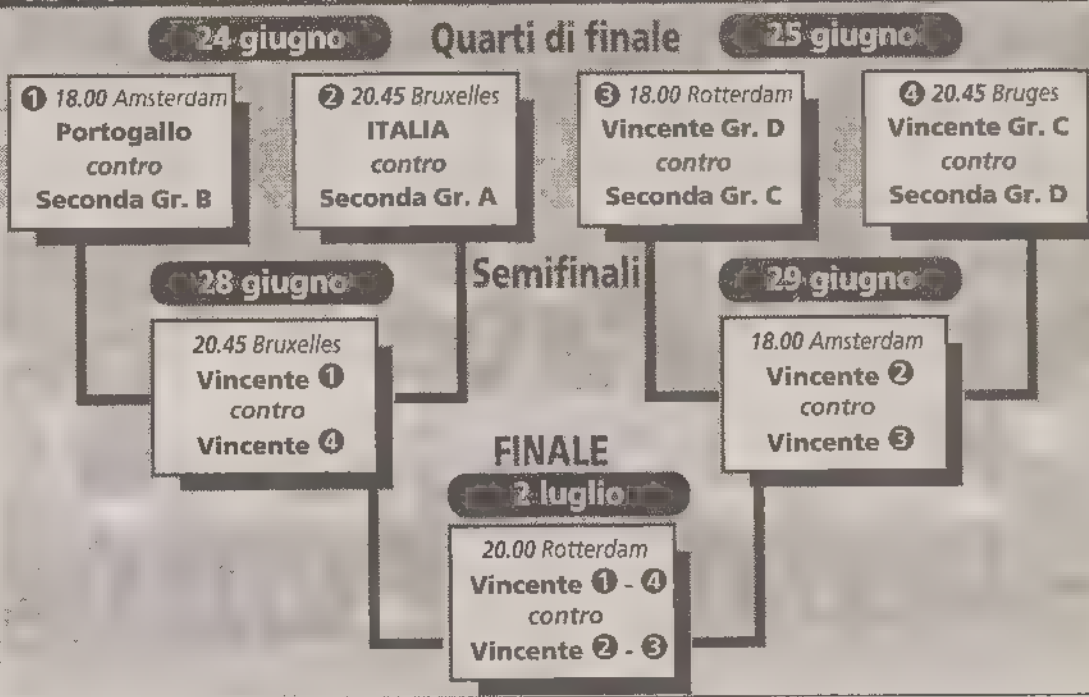 24 giugno
Quarti di finale
25 giugno
❶ 18.00 Amsterdam
Portogallo
contro
Seconda Gr. B
❷ 20.45 Bruxelles
ITALIA
contro
Seconda Gr. A
❸ 18.00 Rotterdam
Vincente Gr. D
contro
Seconda Gr. C
❹ 20.45 Bruges
Vincente Gr. C
contro
Seconda Gr. D
28 giugno
Semifinali
29 giugno
20.45 Bruxelles
Vincente ❶
contro
Vincente ❹
18.00 Amsterdam
Vincente ❷
contro
Vincente ❸
FINALE
2 luglio
20.00 Rotterdam
Vincente ❶ - ❹
contro
Vincente ❷ - ❸